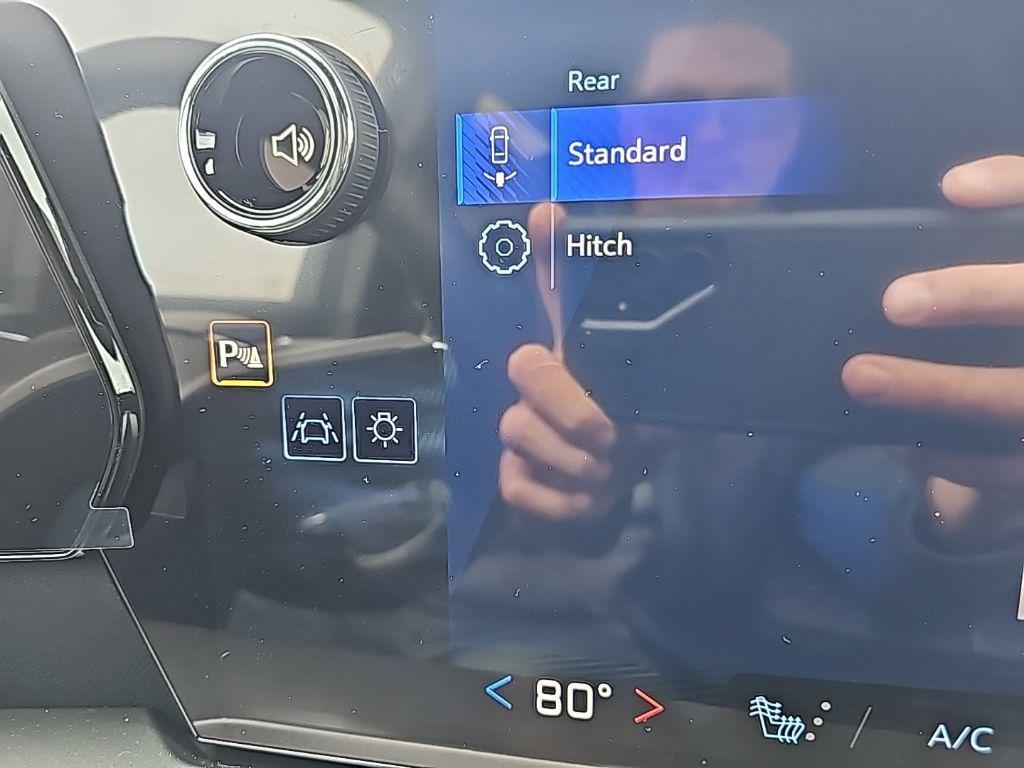 Rear
Standard
Hitch
P
< 80° >
A/C